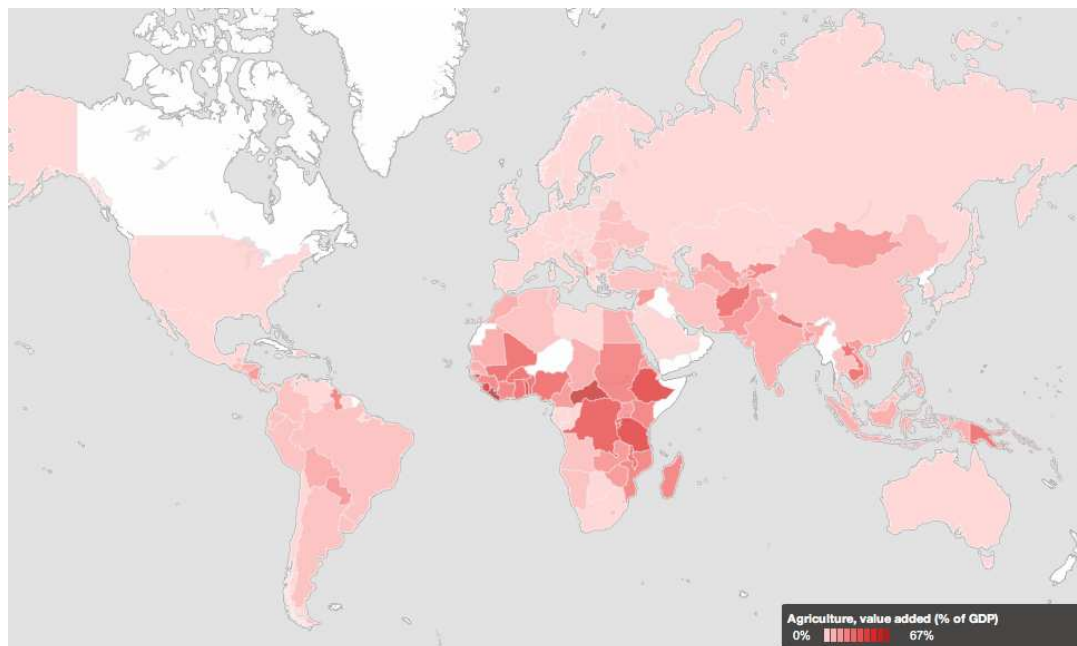 Agriculture, value added (% of GDP)
0% 67%